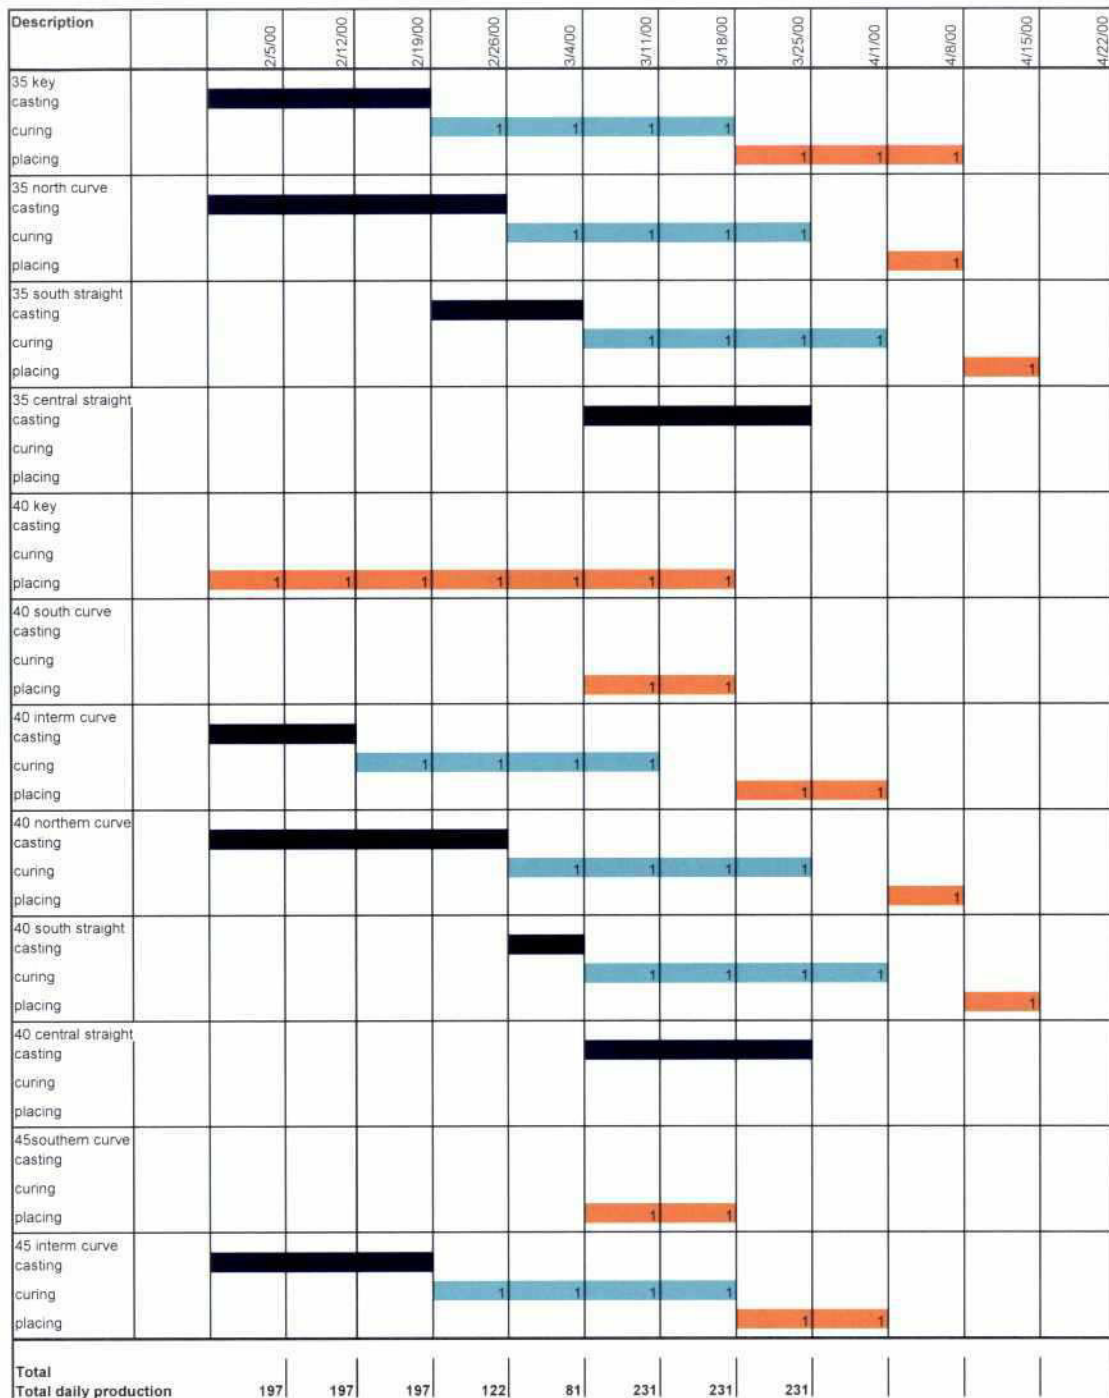 Description 2/5/00 2/12/00 2/19/00 2/26/00 3/4/00 3/11/00 3/18/00 3/25/00 4/1/00 4/8/00 4/15/00 4/22/00
35 key
casting
curing 1 1 1 1
placing 1 1 1
35 north curve
casting
curing 1 1 1 1
placing 1
35 south straight
casting
curing 1 1 1 1
placing 1
35 central straight
casting
curing
placing
40 key
casting
curing
placing 1 1 1 1 1 1 1
40 south curve
casting
curing
placing 1 1
40 interm curve
casting
curing 1 1 1 1
placing 1 1
40 northern curve
casting
curing 1 1 1 1
placing 1
40 south straight
casting
curing 1 1 1 1
placing 1
40 central straight
casting
curing
placing
45southern curve
casting
curing
placing 1 1
45 interm curve
casting
curing 1 1 1 1
placing 1 1
Total
Total daily production 197 197 197 122 81 231 231 231